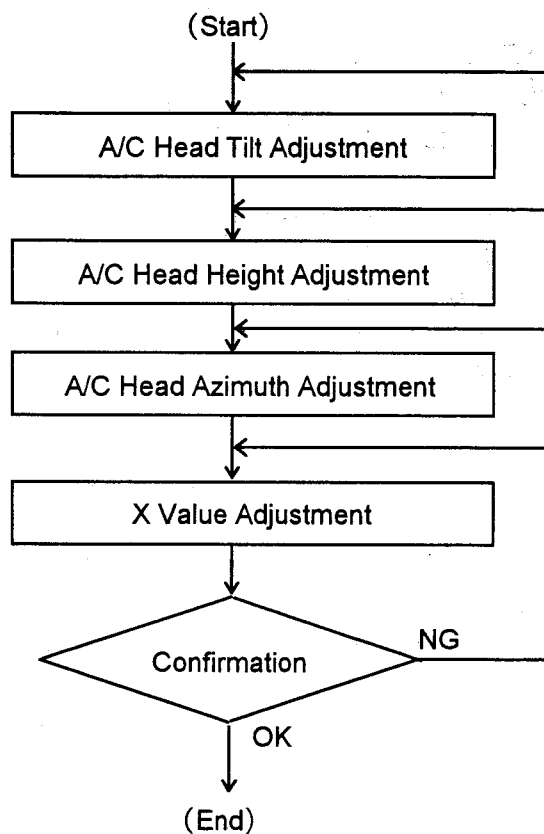 (Start)
A/C Head Tilt Adjustment
A/C Head Height Adjustment
A/C Head Azimuth Adjustment
X Value Adjustment
Confirmation
NG
OK
(End)